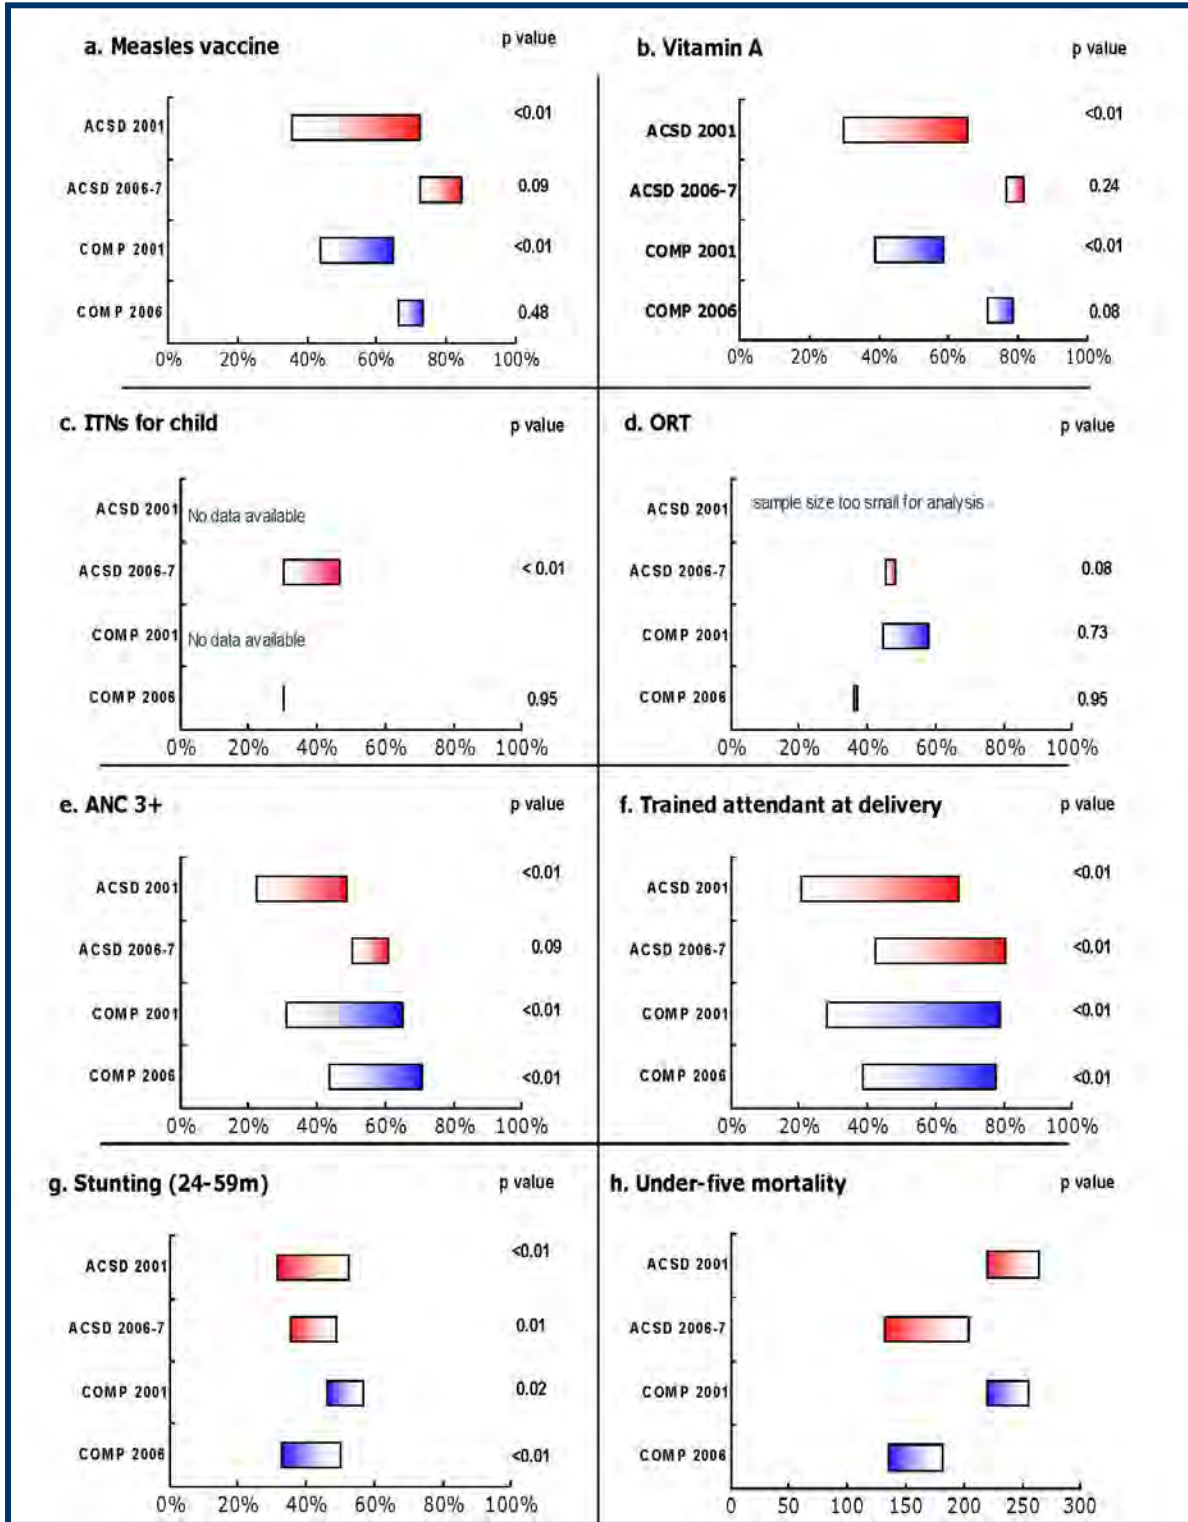 a. Measles vaccine
p value
ACSD 2001
<0.01
ACSD 2006-7
0.09
COMP 2001
<0.01
COMP 2006
0.48
0% 20% 40% 60% 80% 100%
b. Vitamin A
p value
ACSD 2001
<0.01
ACSD 2006-7
0.24
COMP 2001
<0.01
COMP 2006
0.08
0% 20% 40% 60% 80% 100%
c. ITNs for child
p value
ACSD 2001
No data available
ACSD 2006-7
< 0.01
COMP 2001
No data available
COMP 2006
0.95
0% 20% 40% 60% 80% 100%
d. ORT
p value
ACSD 2001
sample size too small for analysis
ACSD 2006-7
0.08
COMP 2001
0.73
COMP 2006
0.95
0% 20% 40% 60% 80% 100%
e. ANC 3+
p value
ACSD 2001
<0.01
ACSD 2006-7
0.09
COMP 2001
<0.01
COMP 2006
<0.01
0% 20% 40% 60% 80% 100%
f. Trained attendant at delivery
p value
ACSD 2001
<0.01
ACSD 2006-7
<0.01
COMP 2001
<0.01
COMP 2006
<0.01
0% 20% 40% 60% 80% 100%
g. Stunting (24-59m)
p value
ACSD 2001
<0.01
ACSD 2006-7
0.01
COMP 2001
0.02
COMP 2006
<0.01
0% 20% 40% 60% 80% 100%
h. Under-five mortality
p value
ACSD 2001
ACSD 2006-7
COMP 2001
COMP 2006
0 50 100 150 200 250 300